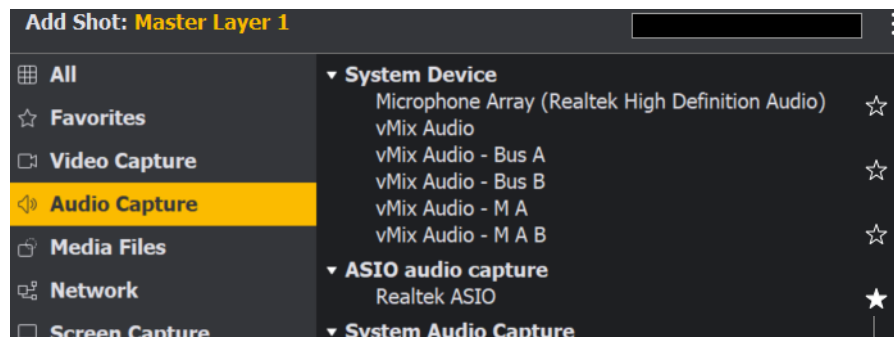 Add Shot: Master Layer 1
All
Favorites
Video Capture
Audio Capture
Media Files
Network
Screen Capture
System Device
Microphone Array (Realtek High Definition Audio)
vMix Audio
vMix Audio - Bus A
vMix Audio - Bus B
vMix Audio - M A
vMix Audio - M A B
ASIO audio capture
Realtek ASIO
System Audio Capture